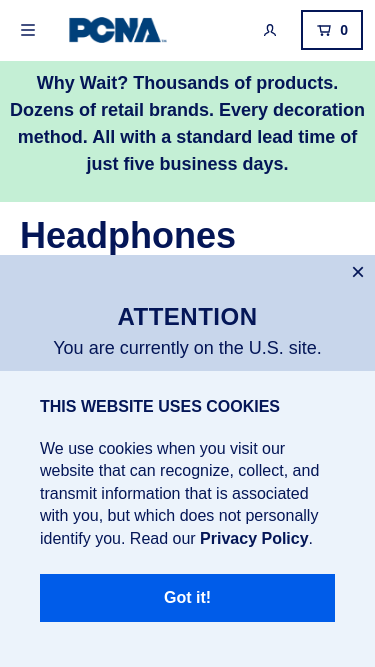 PCNA
0
Why Wait? Thousands of products.
Dozens of retail brands. Every decoration
method. All with a standard lead time of
just five business days.
Headphones
×
ATTENTION
You are currently on the U.S. site.
THIS WEBSITE USES COOKIES
We use cookies when you visit our
website that can recognize, collect, and
transmit information that is associated
with you, but which does not personally
identify you. Read our Privacy Policy.
Got it!